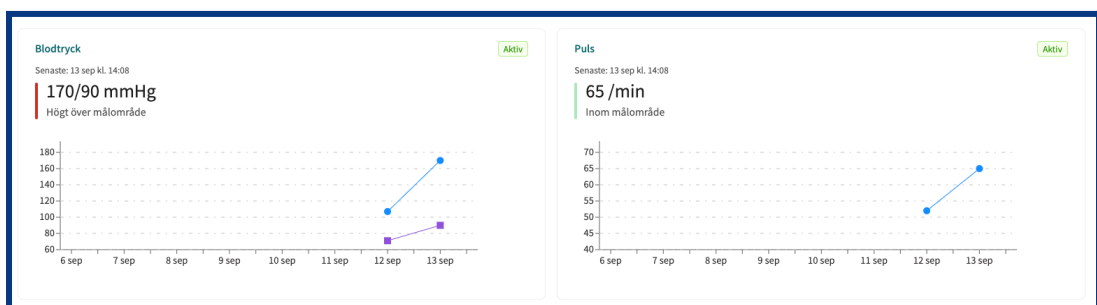 Blodtryck
Aktiv
Senaste: 13 sep kl. 14:08
170/90 mmHg
Högt över målområde
180
160
140
120
100
80
60
6 sep 7 sep 8 sep 9 sep 10 sep 11 sep 12 sep 13 sep
Puls
Aktiv
Senaste: 13 sep kl. 14:08
65 /min
Inom målområde
70
65
60
55
50
45
40
6 sep 7 sep 8 sep 9 sep 10 sep 11 sep 12 sep 13 sep